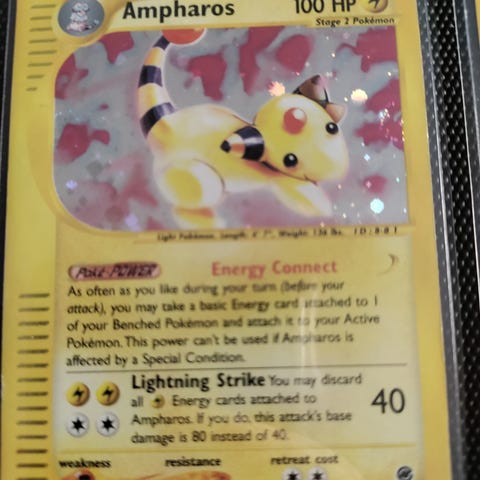 Ampharos 100 HP
Stage 2 Pokémon
Light Pokémon. Length: 4' 7", Weight: 136 lbs. ID:8-8 1
Poké-POWER Energy Connect
As often as you like during your turn (before your
attack), you may take a basic Energy card attached to 1
of your Benched Pokémon and attach it to your Active
Pokémon. This power can't be used if Ampharos is
affected by a Special Condition.
Lightning Strike You may discard
all Energy cards attached to
Ampharos. If you do, this attack's base
damage is 80 instead of 40.
40
weakness resistance retreat cost